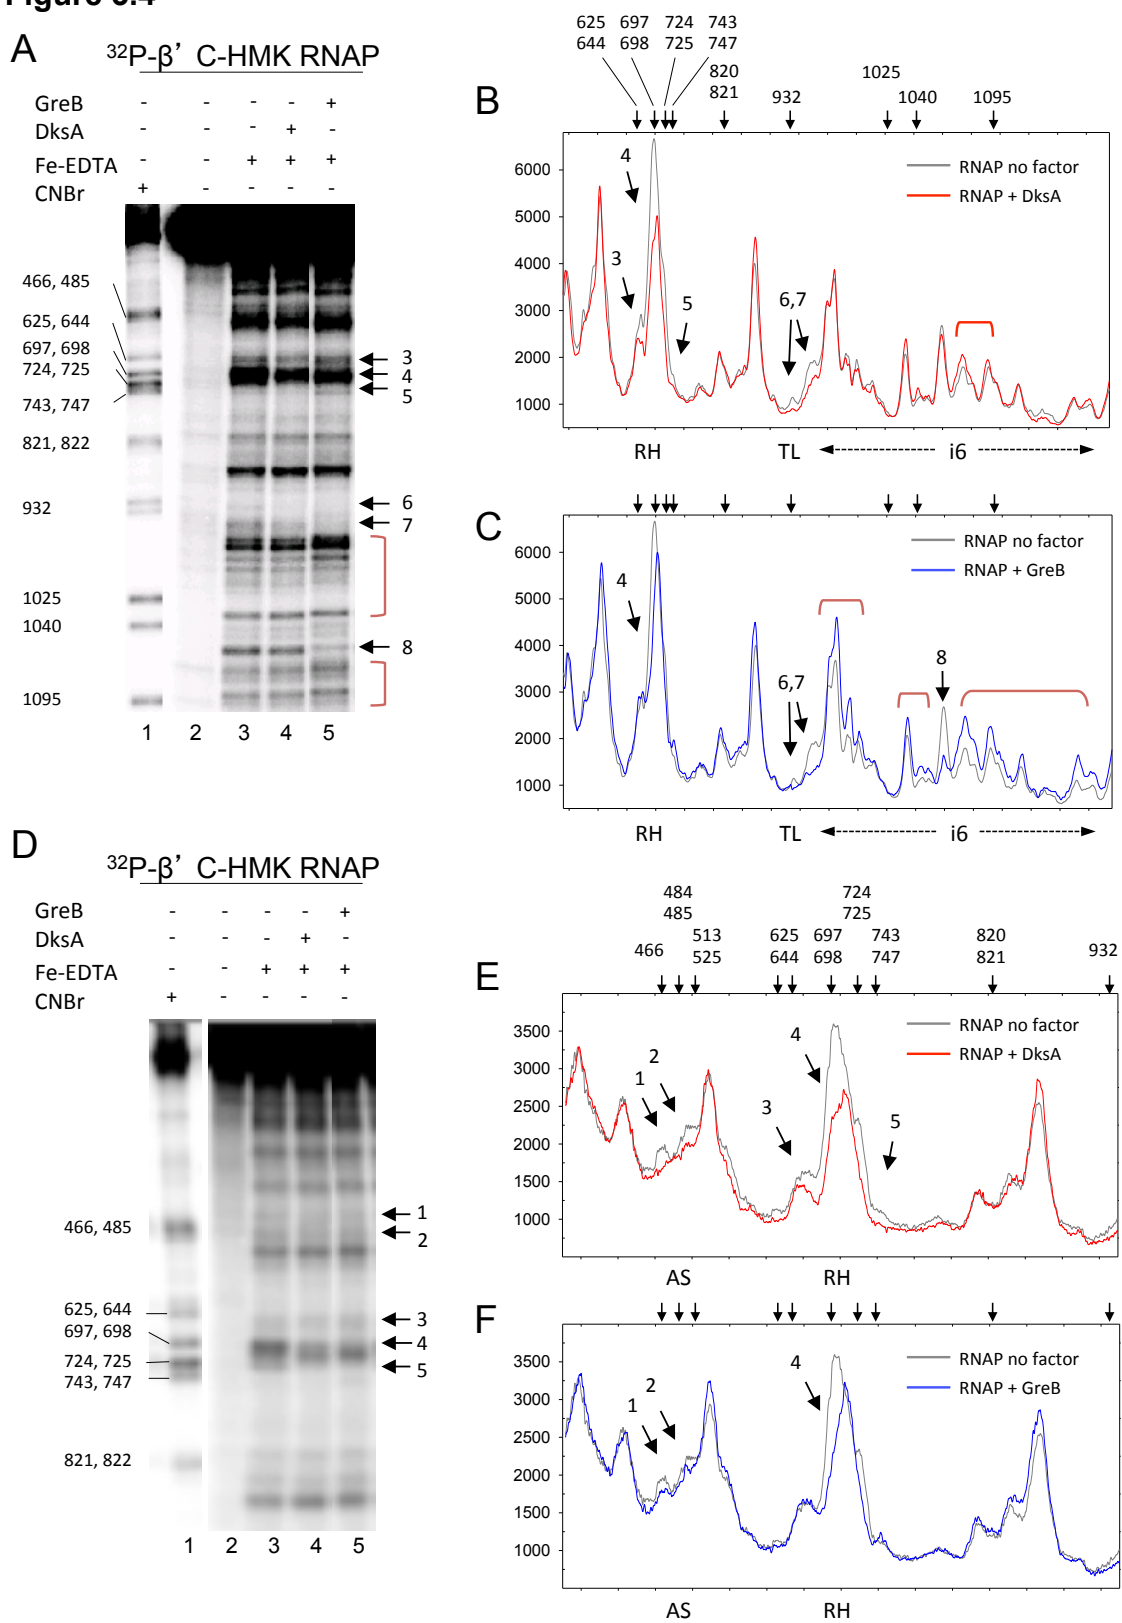 A
32P-β’ C-HMK RNAP
GreB - - - - +
DksA - - - + -
Fe-EDTA - - + + +
CNBr + - - - -
466, 485
625, 644
697, 698
724, 725
743, 747
821, 822
932
1025
1040
1095
3
4
5
6
7
8
1 2 3 4 5
B
625 697 724 743
644 698 725 747
820
821
932
1025
1040
1095
6000
5000
4000
3000
2000
1000
4
3
5
6,7
RNAP no factor
RNAP + DksA
RH TL i6
C
6000
5000
4000
3000
2000
1000
4
6,7
8
RNAP no factor
RNAP + GreB
RH TL i6
D
32P-β’ C-HMK RNAP
GreB - - - - +
DksA - - - + -
Fe-EDTA - - + + +
CNBr + - - - -
466, 485
625, 644
697, 698
724, 725
743, 747
821, 822
1
2
3
4
5
1 2 3 4 5
E
484 724
485 725
513 625 697 743 820
466 525 644 698 747 821 932
3500
3000
2500
2000
1500
1000
1
2
3
4
5
RNAP no factor
RNAP + DksA
AS RH
F
3500
3000
2500
2000
1500
1000
1
2
4
RNAP no factor
RNAP + GreB
AS RH